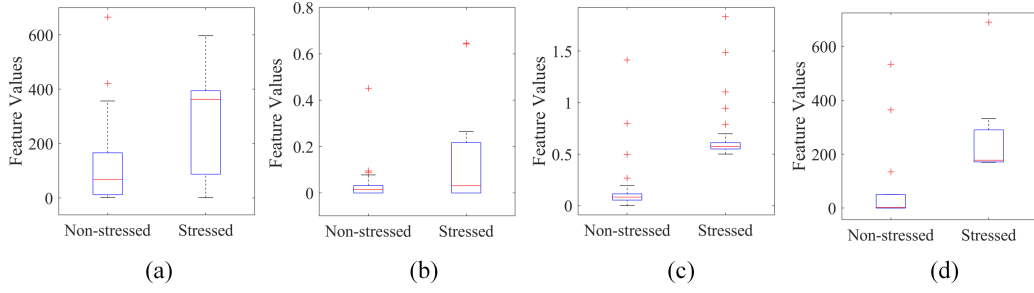 Feature Values
600
400
200
0
Non-stressed Stressed
(a)
Feature Values
0.8
0.6
0.4
0.2
0
Non-stressed Stressed
(b)
Feature Values
1.5
1
0.5
0
Non-stressed Stressed
(c)
Feature Values
600
400
200
0
Non-stressed Stressed
(d)